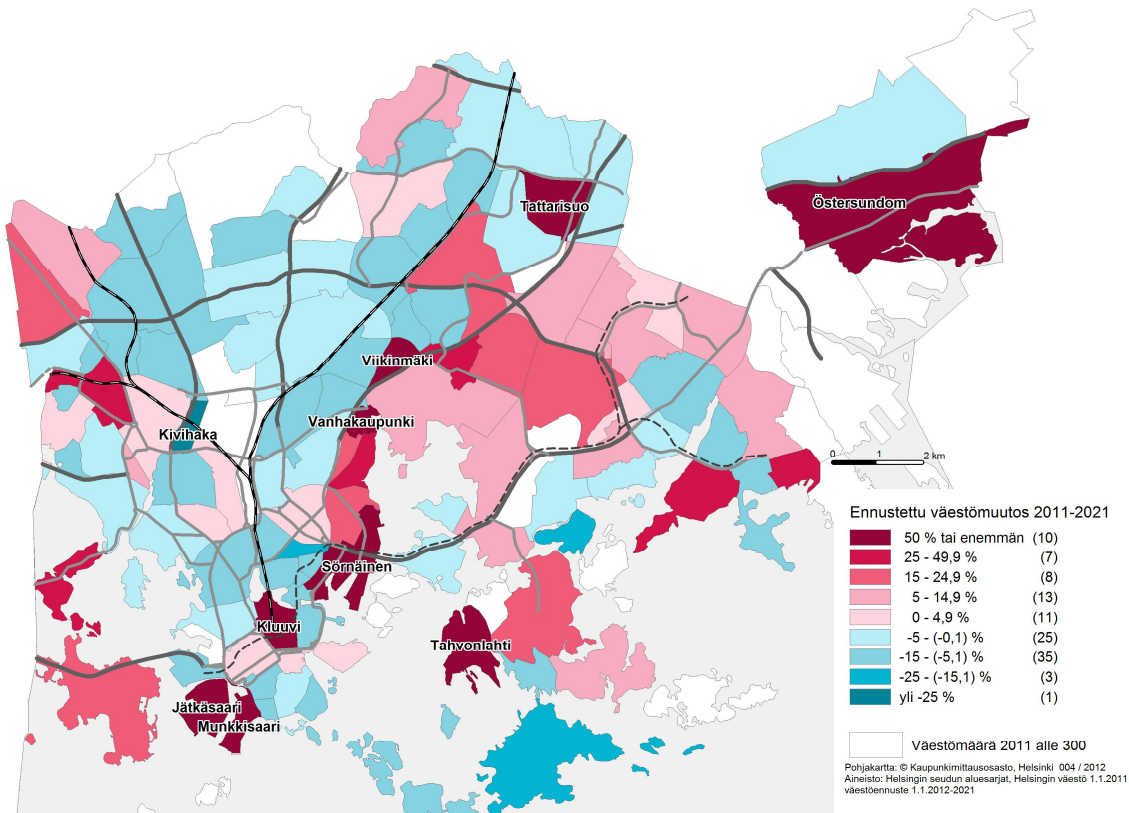 Östersundom
Tattarisuo
Viikinmäki
Vanhakaupunki
Kivihaka
Sörnäinen
Kluuvi
Tahvonlahti
Jätkäsaari
Munkkisaari
0 1 2 km
Ennustettu väestömuutos 2011-2021
50 % tai enemmän (10)
25 - 49,9 % (7)
15 - 24,9 % (8)
5 - 14,9 % (13)
0 - 4,9 % (11)
-5 - (-0,1) % (25)
-15 - (-5,1) % (35)
-25 - (-15,1) % (3)
yli -25 % (1)
Väestömäärä 2011 alle 300
Pohjakartta: © Kaupunkimittausosasto, Helsinki 004 / 2012
Aineisto: Helsingin seudun aluesarjat, Helsingin väestö 1.1.2011
väestöennuste 1.1.2012-2021